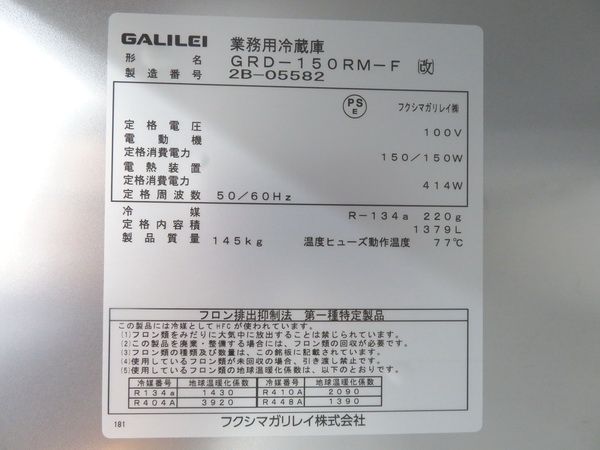 GALILEI 業務用冷蔵庫
形名 GRD-150RM-F 改
製造番号 2B-05582
PS E フクシマガリレイ㈱
定格電圧 100V
電動機
定格消費電力 150/150W
電熱装置
定格消費電力 414W
定格周波数 50/60Hz
冷媒 R-134a 220g
定格内容積 1379L
製品質量 145kg 温度ヒューズ動作温度 77℃
フロン排出抑制法 第一種特定製品
この製品には冷媒としてHFCが使われています。
(1)フロン類をみだりに大気中に放出することは禁じられています。
(2)この製品を廃棄・整備する場合には、フロン類の回収が必要です。
(3)フロン類の種類及び数量は、この銘板に記載されています。
(4)使用しているフロン類が未回収の場合、引き渡し禁止です。
(5)使用しているフロン類の地球温暖化係数は、以下のとおりです。
冷媒番号 地球温暖化係数 冷媒番号 地球温暖化係数
R134a 1430 R410A 2090
R404A 3920 R448A 1390
181 フクシマガリレイ株式会社